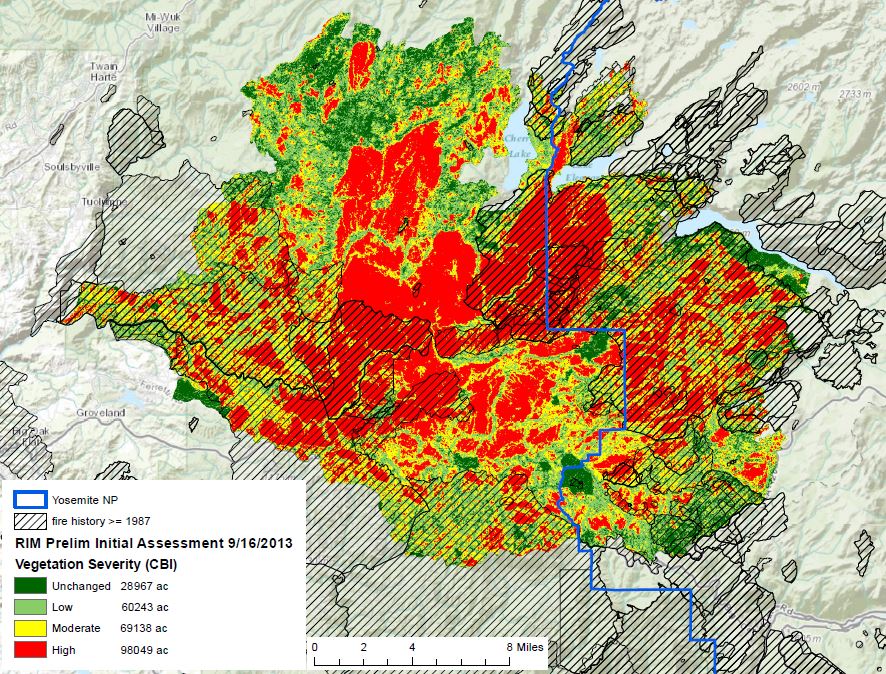 Mi-Wuk
Village
Twain
Harte
2602 m
2733 m
Rd
Cherry
Lake
Soulsbyville
Tuolumne
Groveland
Big Oak
Flat
Yosemite NP
fire history >= 1987
RIM Prelim Initial Assessment 9/16/2013
Vegetation Severity (CBI)
Unchanged 28967 ac
Low 60243 ac
Moderate 69138 ac
High 98049 ac
0 2 4 8 Miles
Rd